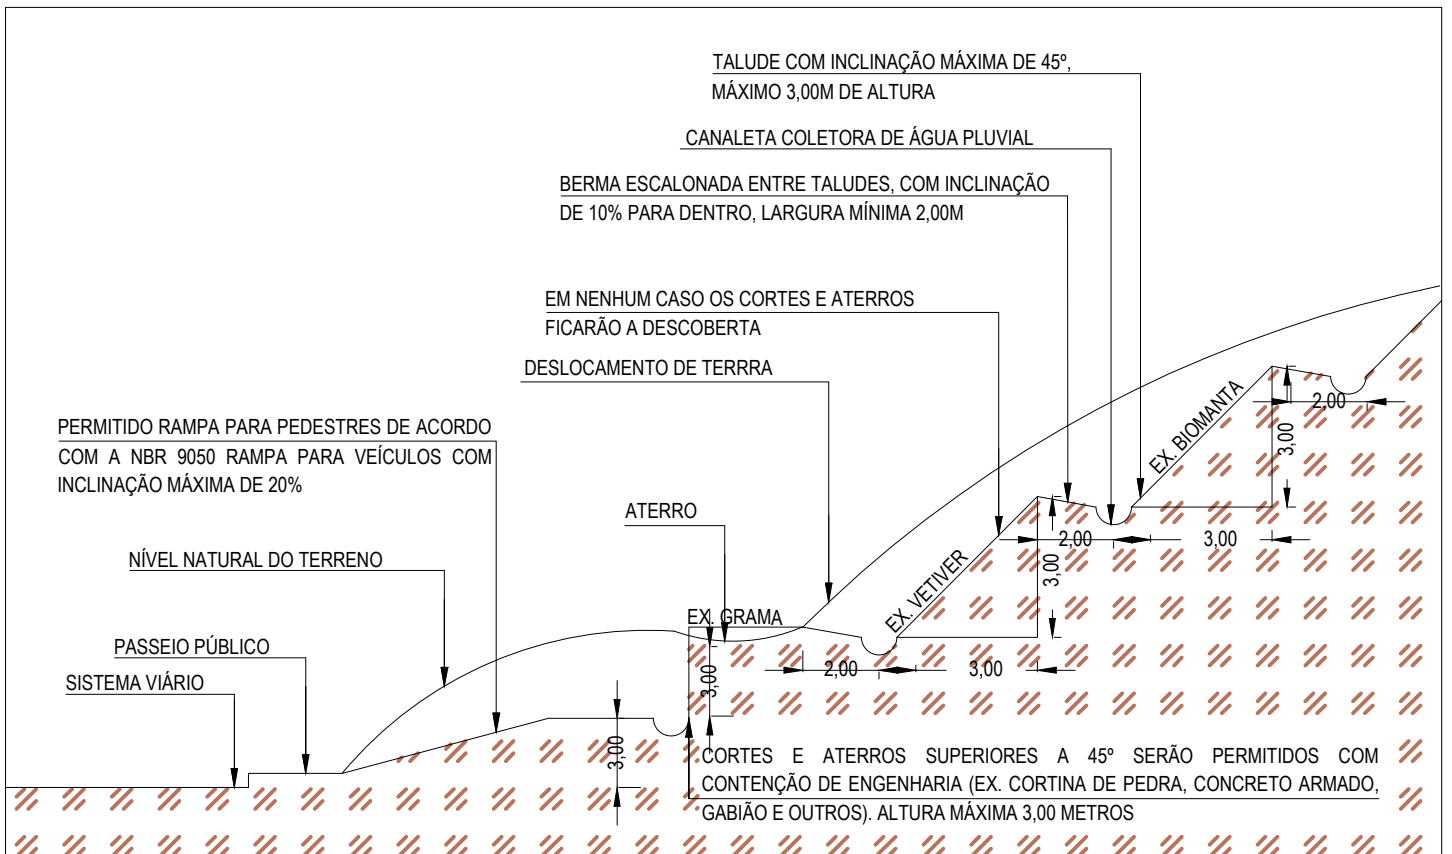 TALUDE COM INCLINAÇÃO MÁXIMA DE 45º,
MÁXIMO 3,00M DE ALTURA
CANALETA COLETORA DE ÁGUA PLUVIAL
BERMA ESCALONADA ENTRE TALUDES, COM INCLINAÇÃO
DE 10% PARA DENTRO, LARGURA MÍNIMA 2,00M
EM NENHUM CASO OS CORTES E ATERROS
FICARÃO A DESCOBERTA
DESLOCAMENTO DE TERRRA
PERMITIDO RAMPA PARA PEDESTRES DE ACORDO
COM A NBR 9050 RAMPA PARA VEÍCULOS COM
INCLINAÇÃO MÁXIMA DE 20%
ATERRO
NÍVEL NATURAL DO TERRENO
PASSEIO PÚBLICO
SISTEMA VIÁRIO
EX. GRAMA
EX. VETIVER
EX. BIOMANTA
2,00
3,00
2,00
3,00
3,00
2,00
3,00
3,00
3,00
CORTES E ATERROS SUPERIORES A 45º SERÃO PERMITIDOS COM
CONTENÇÃO DE ENGENHARIA (EX. CORTINA DE PEDRA, CONCRETO ARMADO,
GABIÃO E OUTROS). ALTURA MÁXIMA 3,00 METROS